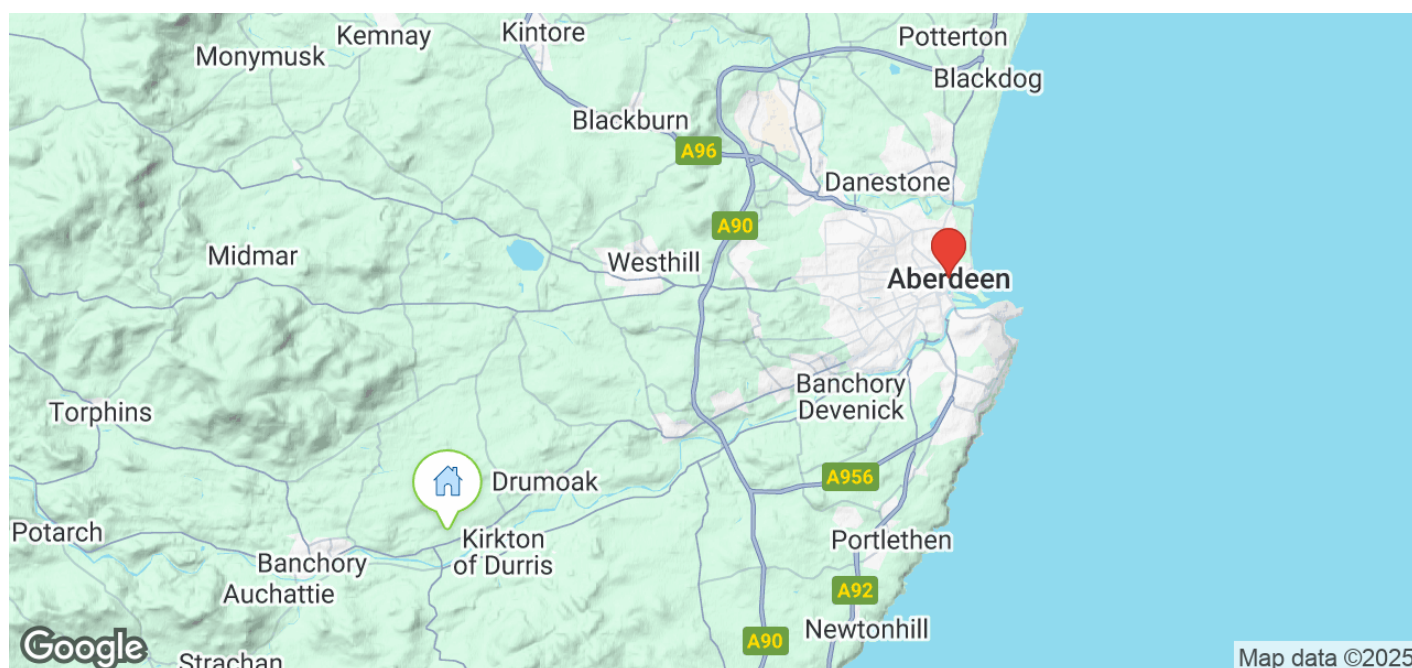 Kemnay
Kintore
Potterton
Monymusk
Blackdog
Blackburn
A96
Danestone
A90
Midmar
Westhill
Aberdeen
Banchory
Devenick
Torphins
Drumoak
A956
Potarch
Kirkton
of Durris
Portlethen
Banchory
Auchattie
A92
Newtonhill
A90
Google
Strachan
Map data ©2025